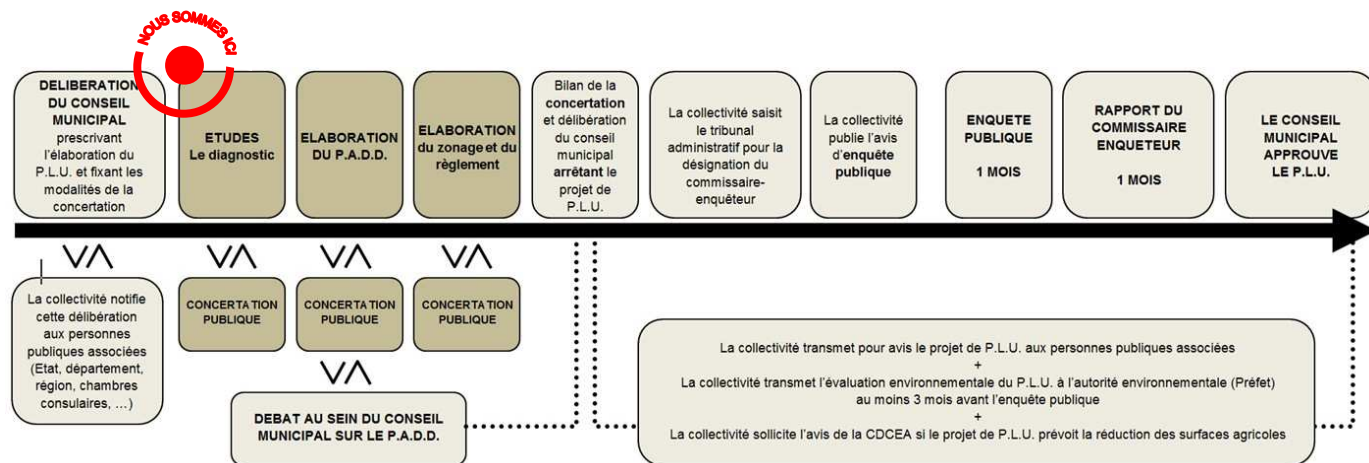 NOUS SOMMES ICI
DELIBERATION
DU CONSEIL
MUNICIPAL
prescrivant
l'élaboration du
P.L.U. et fixant les
modalités de la
concertation
ETUDES
Le diagnostic
ELABORATION
DU P.A.D.D.
ELABORATION
du zonage et du
règlement
Bilan de la
concertation
et délibération
du conseil
municipal
arrêtant le
projet de
P.L.U.
La collectivité saisit
le tribunal
administratif pour la
désignation du
commissaire-
enquêteur
La collectivité
publie l'avis
d'enquête
publique
ENQUETE
PUBLIQUE
1 MOIS
RAPPORT DU
COMMISSAIRE
ENQUETEUR
1 MOIS
LE CONSEIL
MUNICIPAL
APPROUVE
LE P.L.U.
La collectivité notifie
cette délibération
aux personnes
publiques associées
(Etat, département,
région, chambres
consulaires, ...)
CONCERTATION
PUBLIQUE
CONCERTATION
PUBLIQUE
CONCERTATION
PUBLIQUE
DEBAT AU SEIN DU CONSEIL
MUNICIPAL SUR LE P.A.D.D.
La collectivité transmet pour avis le projet de P.L.U. aux personnes publiques associées
+
La collectivité transmet l'évaluation environnementale du P.L.U. à l'autorité environnementale (Préfet)
au moins 3 mois avant l'enquête publique
+
La collectivité sollicite l'avis de la CDCEA si le projet de P.L.U. prévoit la réduction des surfaces agricoles